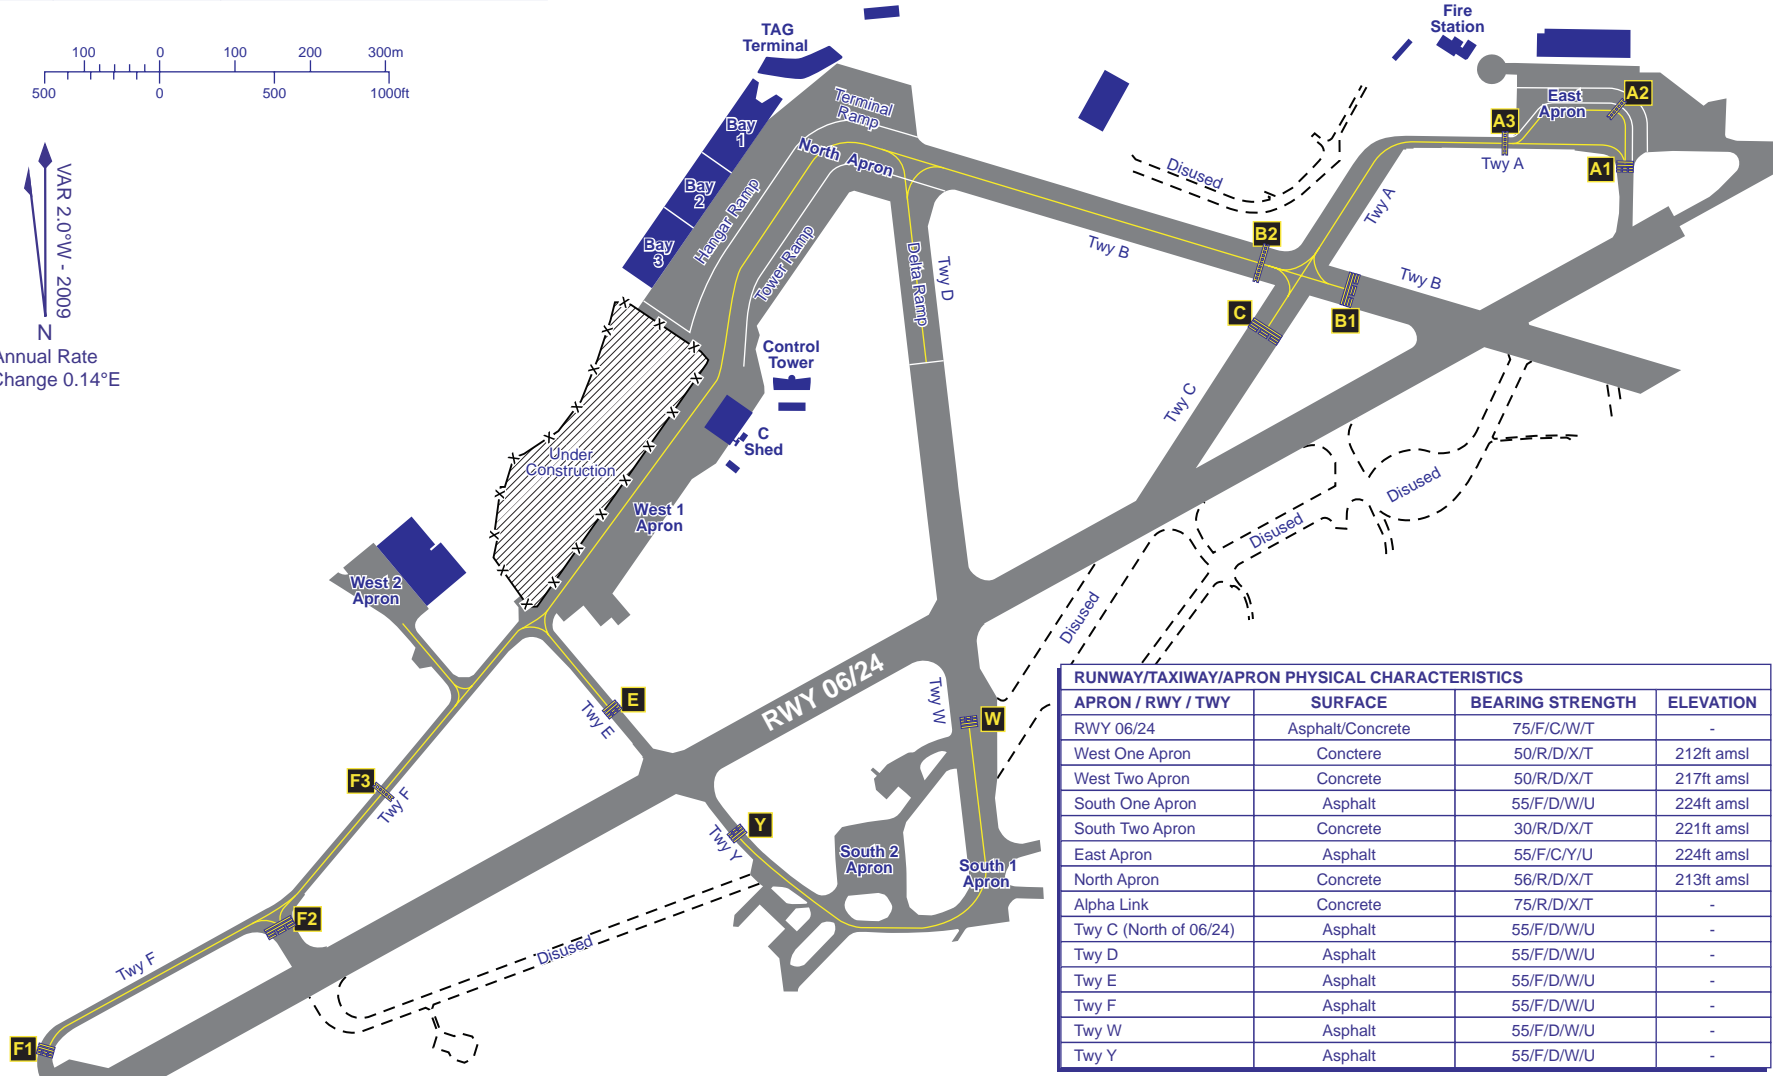 100 0 100 200 300m
500 0 500 1000ft
VAR 2.0°W - 2009
N
Annual Rate
Change 0.14°E
TAG
Terminal
Fire
Station
Bay
1
Bay
2
Bay
3
Terminal
Ramp
North Apron
Hangar Ramp
Tower Ramp
Delta Ramp
Twy D
Disused
Twy B
B2
B1
Twy B
C
Twy C
Twy A
A3
Twy A
East
Apron
A2
A1
Control
Tower
C
Shed
Under
Construction
West 1
Apron
West 2
Apron
Disused
Disused
Disused
E
Twy E
RWY 06/24
Twy W
W
F3
Twy F
Y
Twy Y
South 2
Apron
South 1
Apron
F2
Twy F
F1
Disused
RUNWAY/TAXIWAY/APRON PHYSICAL CHARACTERISTICS
APRON / RWY / TWY SURFACE BEARING STRENGTH ELEVATION
RWY 06/24 Asphalt/Concrete 75/F/C/W/T -
West One Apron Conctere 50/R/D/X/T 212ft amsl
West Two Apron Concrete 50/R/D/X/T 217ft amsl
South One Apron Asphalt 55/F/D/W/U 224ft amsl
South Two Apron Concrete 30/R/D/X/T 221ft amsl
East Apron Asphalt 55/F/C/Y/U 224ft amsl
North Apron Concrete 56/R/D/X/T 213ft amsl
Alpha Link Concrete 75/R/D/X/T -
Twy C (North of 06/24) Asphalt 55/F/D/W/U -
Twy D Asphalt 55/F/D/W/U -
Twy E Asphalt 55/F/D/W/U -
Twy F Asphalt 55/F/D/W/U -
Twy W Asphalt 55/F/D/W/U -
Twy Y Asphalt 55/F/D/W/U -